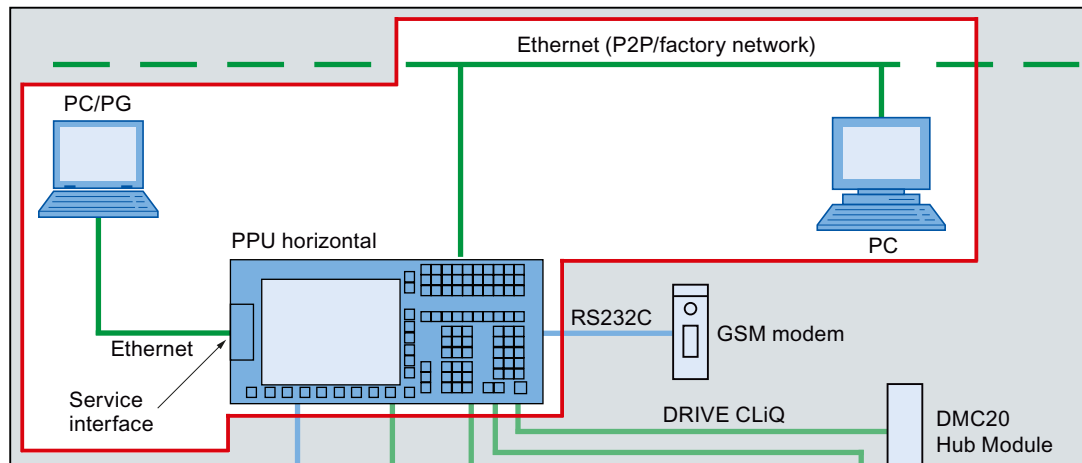 Ethernet (P2P/factory network)
PC/PG
PC
PPU horizontal
RS232C
GSM modem
Ethernet
Service
interface
DRIVE CLiQ
DMC20
Hub Module